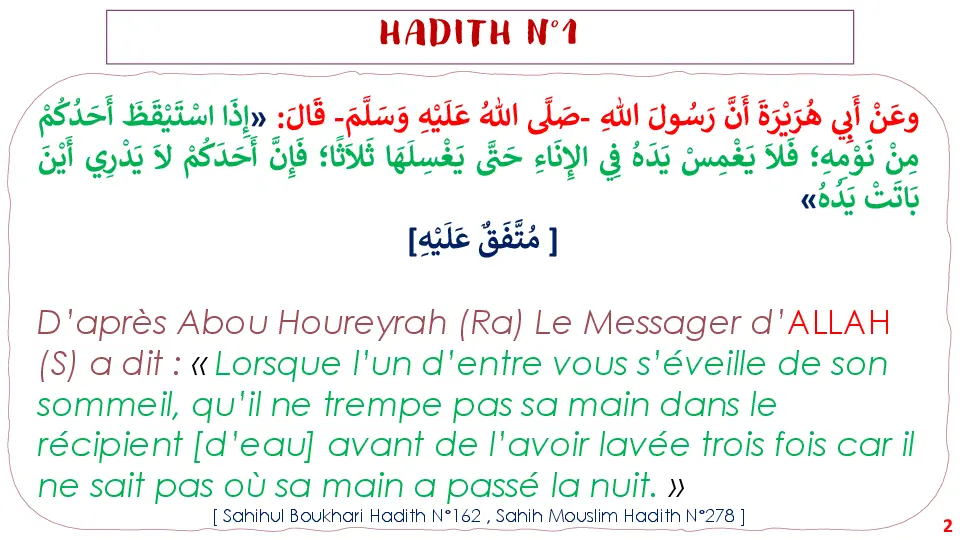 HADITH N°1
وعَنْ أَبِي هُرَيْرَةَ أَنَّ رَسُولَ اللهِ -صَلَّى اللهُ عَلَيْهِ وَسَلَّمَ- قَالَ: «إِذَا اسْتَيْقَظَ أَحَدُكُمْ
مِنْ نَوْمِهِ؛ فَلاَ يَغْمِسْ يَدَهُ فِي الإِنَاءِ حَتَّى يَغْسِلَهَا ثَلاَثًا؛ فَإِنَّ أَحَدَكُمْ لاَ يَدْرِي أَيْنَ
بَاتَتْ يَدُهُ»
[ مُتَّفَقٌ عَلَيْهِ]
D’après Abou Houreyrah (Ra) Le Messager d’ALLAH
(S) a dit : « Lorsque l’un d’entre vous s’éveille de son
sommeil, qu’il ne trempe pas sa main dans le
récipient [d’eau] avant de l’avoir lavée trois fois car il
ne sait pas où sa main a passé la nuit. »
[ Sahihul Boukhari Hadith N°162 , Sahih Mouslim Hadith N°278 ]
2